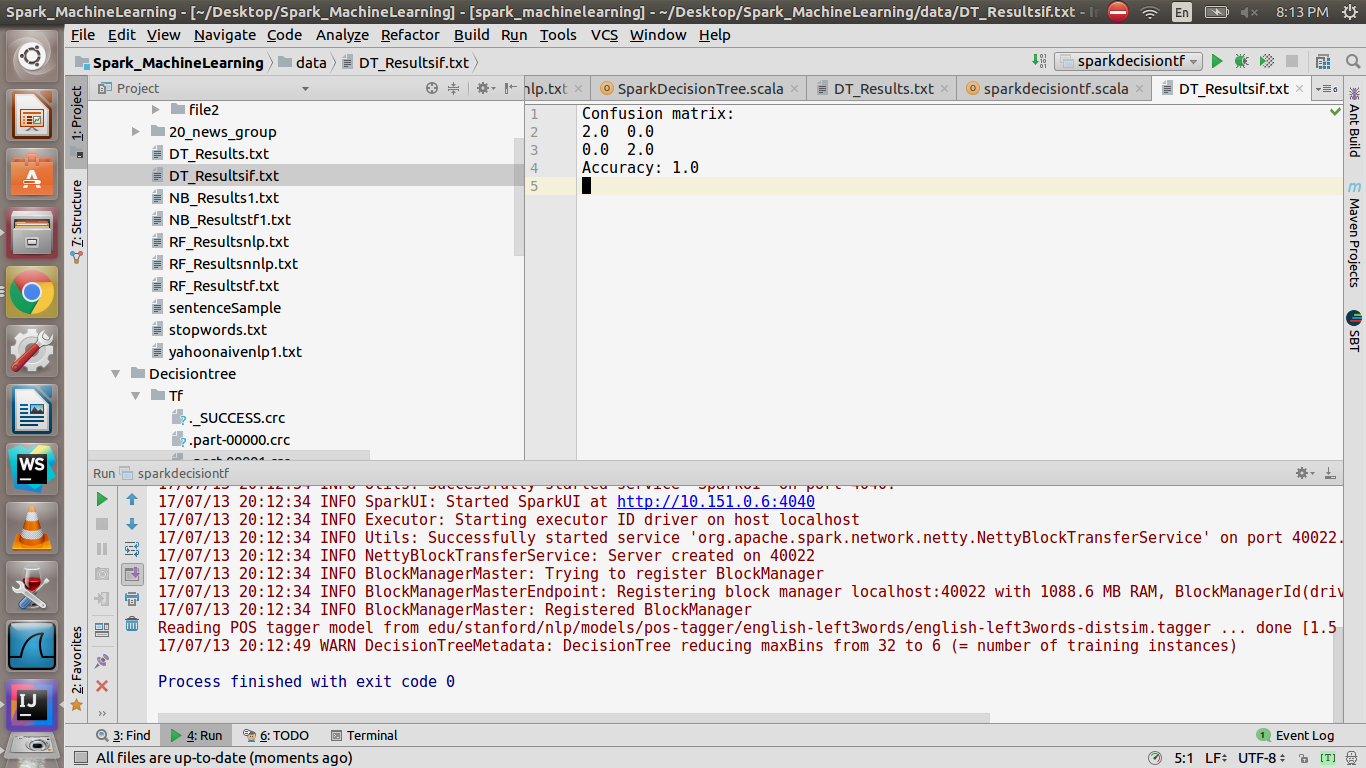 Spark_MachineLearning - [~/Desktop/Spark_MachineLearning] - [spark_machinelearning] - ~/Desktop/Spark_MachineLearning/data/DT_Resultsif.txt - In
En
8:13 PM
File Edit View Navigate Code Analyze Refactor Build Run Tools VCS Window Help
Spark_MachineLearning data DT_Resultsif.txt
sparkdecisiontf
Project
nlp.txt SparkDecisionTree.scala DT_Results.txt sparkdecisiontf.scala DT_Resultsif.txt
6
1: Project
7: Structure
2: Favorites
file2
20_news_group
DT_Results.txt
DT_Resultsif.txt
NB_Results1.txt
NB_Resultstf1.txt
RF_Resultsnlp.txt
RF_Resultsnnlp.txt
RF_Resultstf.txt
sentenceSample
stopwords.txt
yahoonaivenlp1.txt
Decisiontree
Tf
._SUCCESS.crc
.part-00000.crc
.part-00001.crc
1 Confusion matrix:
2 2.0 0.0
3 0.0 2.0
4 Accuracy: 1.0
5
Ant Build
m Maven Projects
SBT
WS
IJ
Run sparkdecisiontf
17/07/13 20:12:34 INFO Utils: Successfully started service 'SparkUI' on port 4040.
17/07/13 20:12:34 INFO SparkUI: Started SparkUI at http://10.151.0.6:4040
17/07/13 20:12:34 INFO Executor: Starting executor ID driver on host localhost
17/07/13 20:12:34 INFO Utils: Successfully started service 'org.apache.spark.network.netty.NettyBlockTransferService' on port 40022.
17/07/13 20:12:34 INFO NettyBlockTransferService: Server created on 40022
17/07/13 20:12:34 INFO BlockManagerMaster: Trying to register BlockManager
17/07/13 20:12:34 INFO BlockManagerMasterEndpoint: Registering block manager localhost:40022 with 1088.6 MB RAM, BlockManagerId(driv
17/07/13 20:12:34 INFO BlockManagerMaster: Registered BlockManager
Reading POS tagger model from edu/stanford/nlp/models/pos-tagger/english-left3words/english-left3words-distsim.tagger ... done [1.5
17/07/13 20:12:49 WARN DecisionTreeMetadata: DecisionTree reducing maxBins from 32 to 6 (= number of training instances)
Process finished with exit code 0
3: Find 4: Run 6: TODO Terminal
1 Event Log
All files are up-to-date (moments ago)
5:1 LF UTF-8 [T]